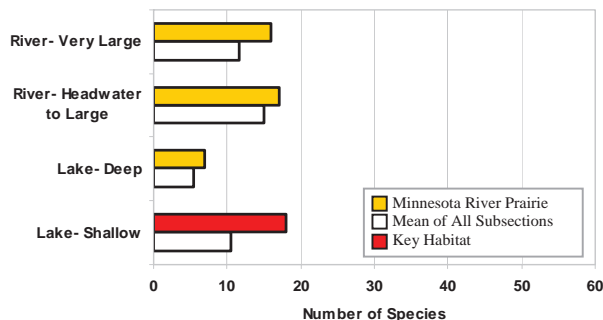 River- Very Large
River- Headwater
to Large
Lake- Deep
Lake- Shallow
Minnesota River Prairie
Mean of All Subsections
Key Habitat
0 10 20 30 40 50 60
Number of Species